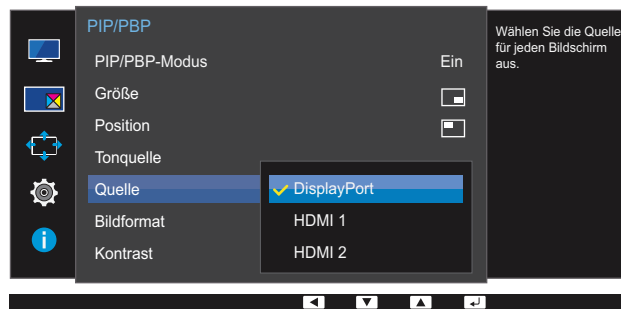 PIP/PBP
PIP/PBP-Modus Ein
Größe
Position
Tonquelle
Quelle
Bildformat
Kontrast
DisplayPort
HDMI 1
HDMI 2
Wählen Sie die Quelle
für jeden Bildschirm
aus.